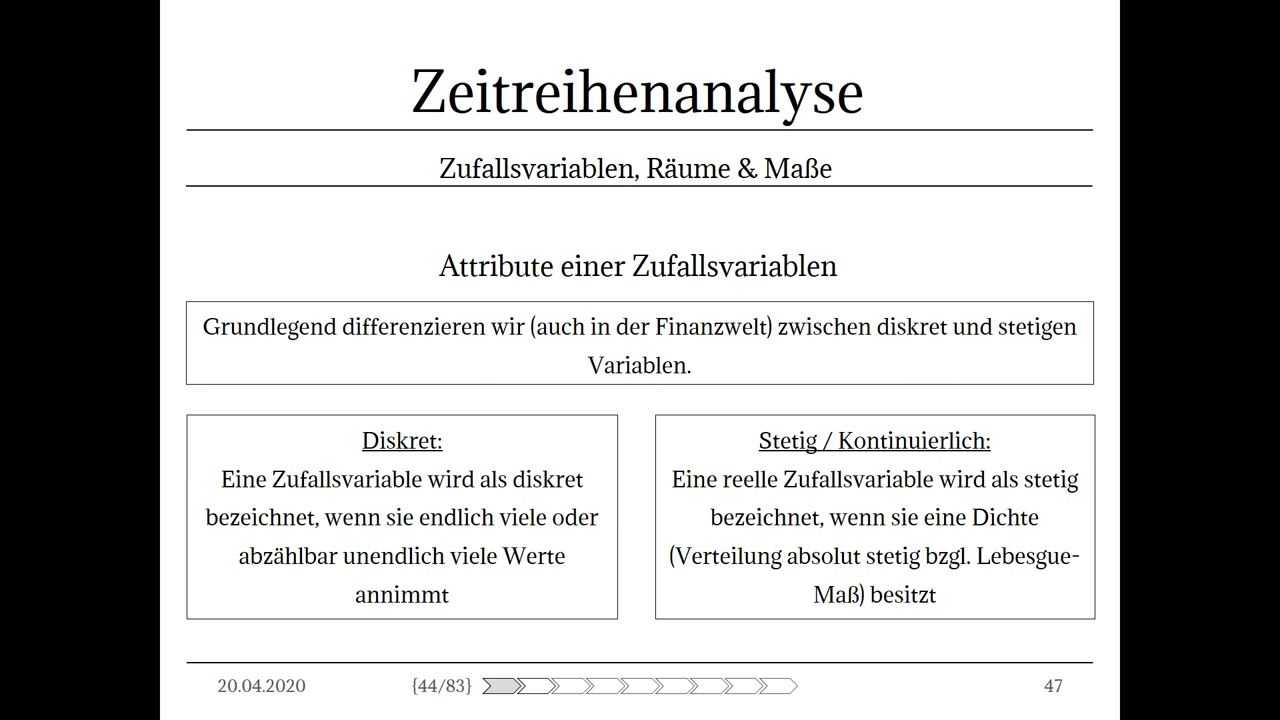 Zeitreihenanalyse
Zufallsvariablen, Räume & Maße
Attribute einer Zufallsvariablen
Grundlegend differenzieren wir (auch in der Finanzwelt) zwischen diskret und stetigen
Variablen.
Diskret:
Eine Zufallsvariable wird als diskret
bezeichnet, wenn sie endlich viele oder
abzählbar unendlich viele Werte
annimmt
Stetig / Kontinuierlich:
Eine reelle Zufallsvariable wird als stetig
bezeichnet, wenn sie eine Dichte
(Verteilung absolut stetig bzgl. Lebesgue-
Maß) besitzt
20.04.2020
{44/83}
47